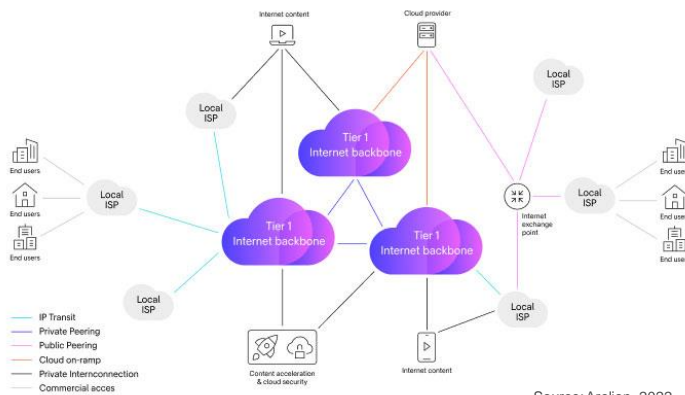 Internet content
Cloud provider
Local
ISP
Local
ISP
Tier 1
Internet backbone
End users
End users
End users
Local
ISP
Internet
exchange
point
Local
ISP
End users
End users
End users
Tier 1
Internet backbone
Tier 1
Internet backbone
Local
ISP
Local
ISP
IP Transit
Private Peering
Public Peering
Cloud on-ramp
Private Internconnection
Commercial acces
Content acceleration
& cloud security
Internet content